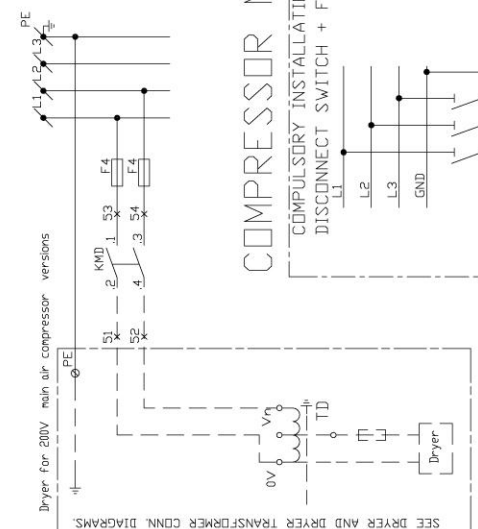 Dryer for 200V main air compressor versions
PE
L1
L2
L3
F4
F4
53
54
KMD
.1
.3
.2
.4
51
52
PE
0V
Vn
TD
Dryer
SEE DRYER AND DRYER TRANSFORMER CONN. DIAGRAMS.
COMPRESSOR
COMPULSORY INSTALLATI
DISCONNECT SWITCH + F
L1
L2
L3
GND